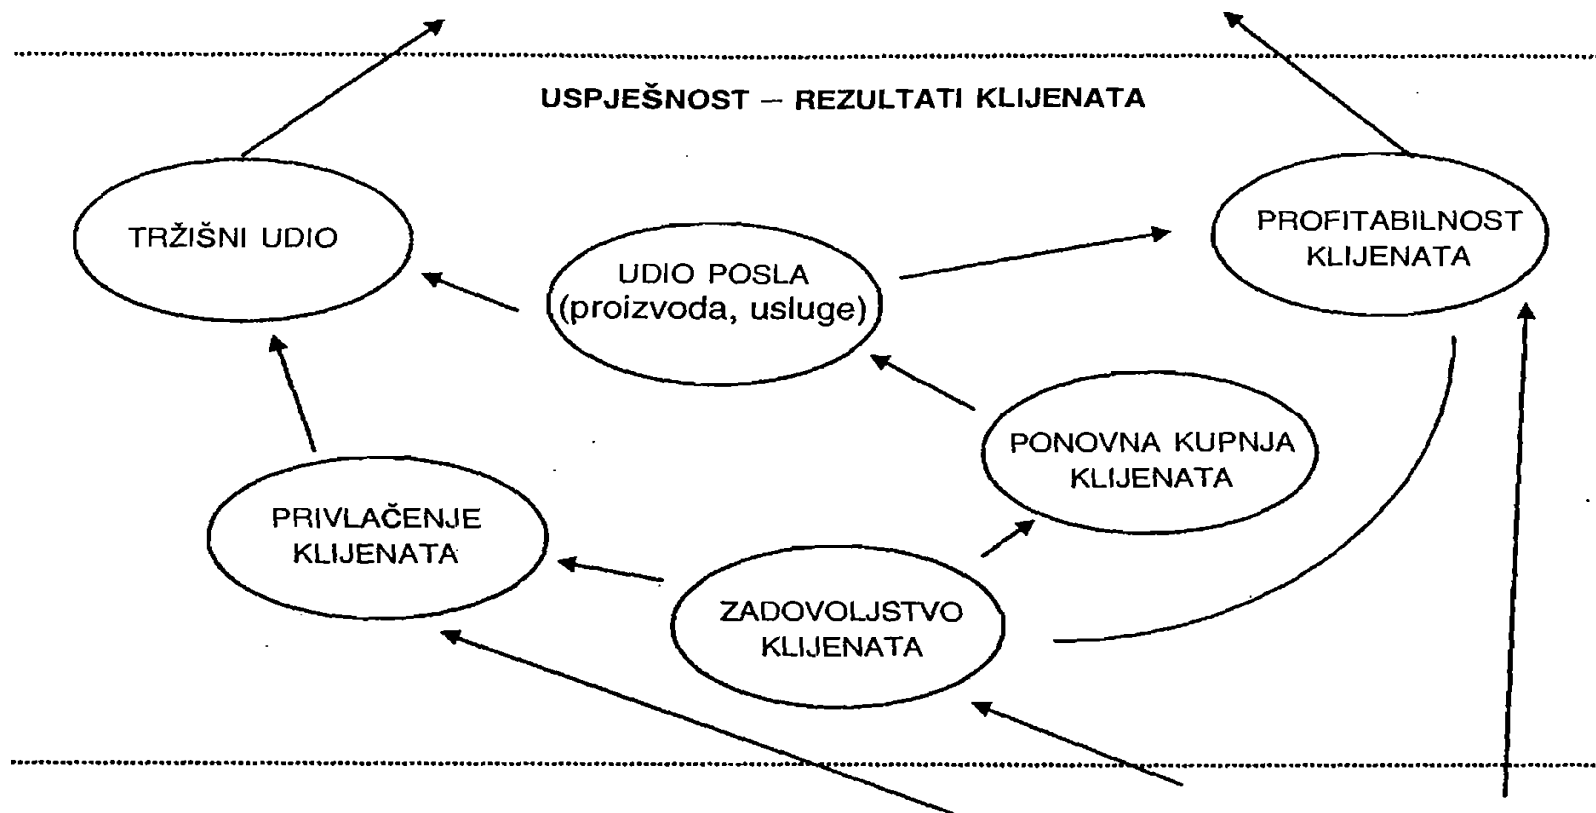 USPJEŠNOST – REZULTATI KLIJENATA
TRŽIŠNI UDIO
UDIO POSLA
(proizvoda, usluge)
PROFITABILNOST
KLIJENATA
PONOVNA KUPNJA
KLIJENATA
PRIVLAČENJE
KLIJENATA
ZADOVOLJSTVO
KLIJENATA